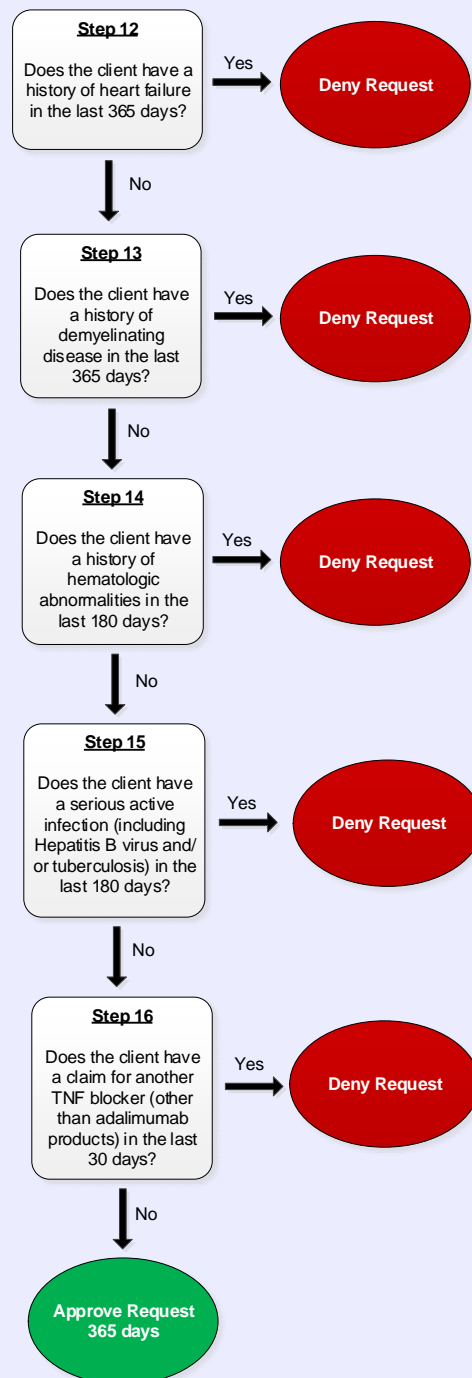 Step 12
Does the client have a
history of heart failure
in the last 365 days?
Yes
Deny Request
No
Step 13
Does the client have
a history of
demyelinating
disease in the last
365 days?
Yes
Deny Request
No
Step 14
Does the client have
a history of
hematologic
abnormalities in the
last 180 days?
Yes
Deny Request
No
Step 15
Does the client have
a serious active
infection (including
Hepatitis B virus and/
or tuberculosis) in the
last 180 days?
Yes
Deny Request
No
Step 16
Does the client have
a claim for another
TNF blocker (other
than adalimumab
products) in the last
30 days?
Yes
Deny Request
No
Approve Request
365 days